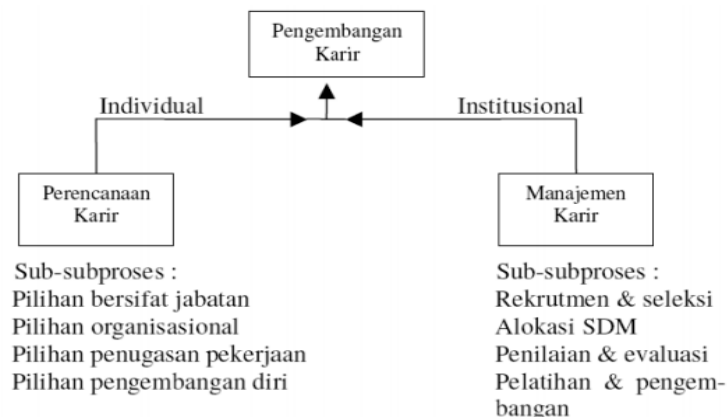 Pengembangan
Karir
Individual
Institusional
Perencanaan
Karir
Sub-subproses :
Pilihan bersifat jabatan
Pilihan organisasional
Pilihan penugasan pekerjaan
Pilihan pengembangan diri
Manajemen
Karir
Sub-subproses :
Rekrutmen & seleksi
Alokasi SDM
Penilaian & evaluasi
Pelatihan & pengem-
bangan